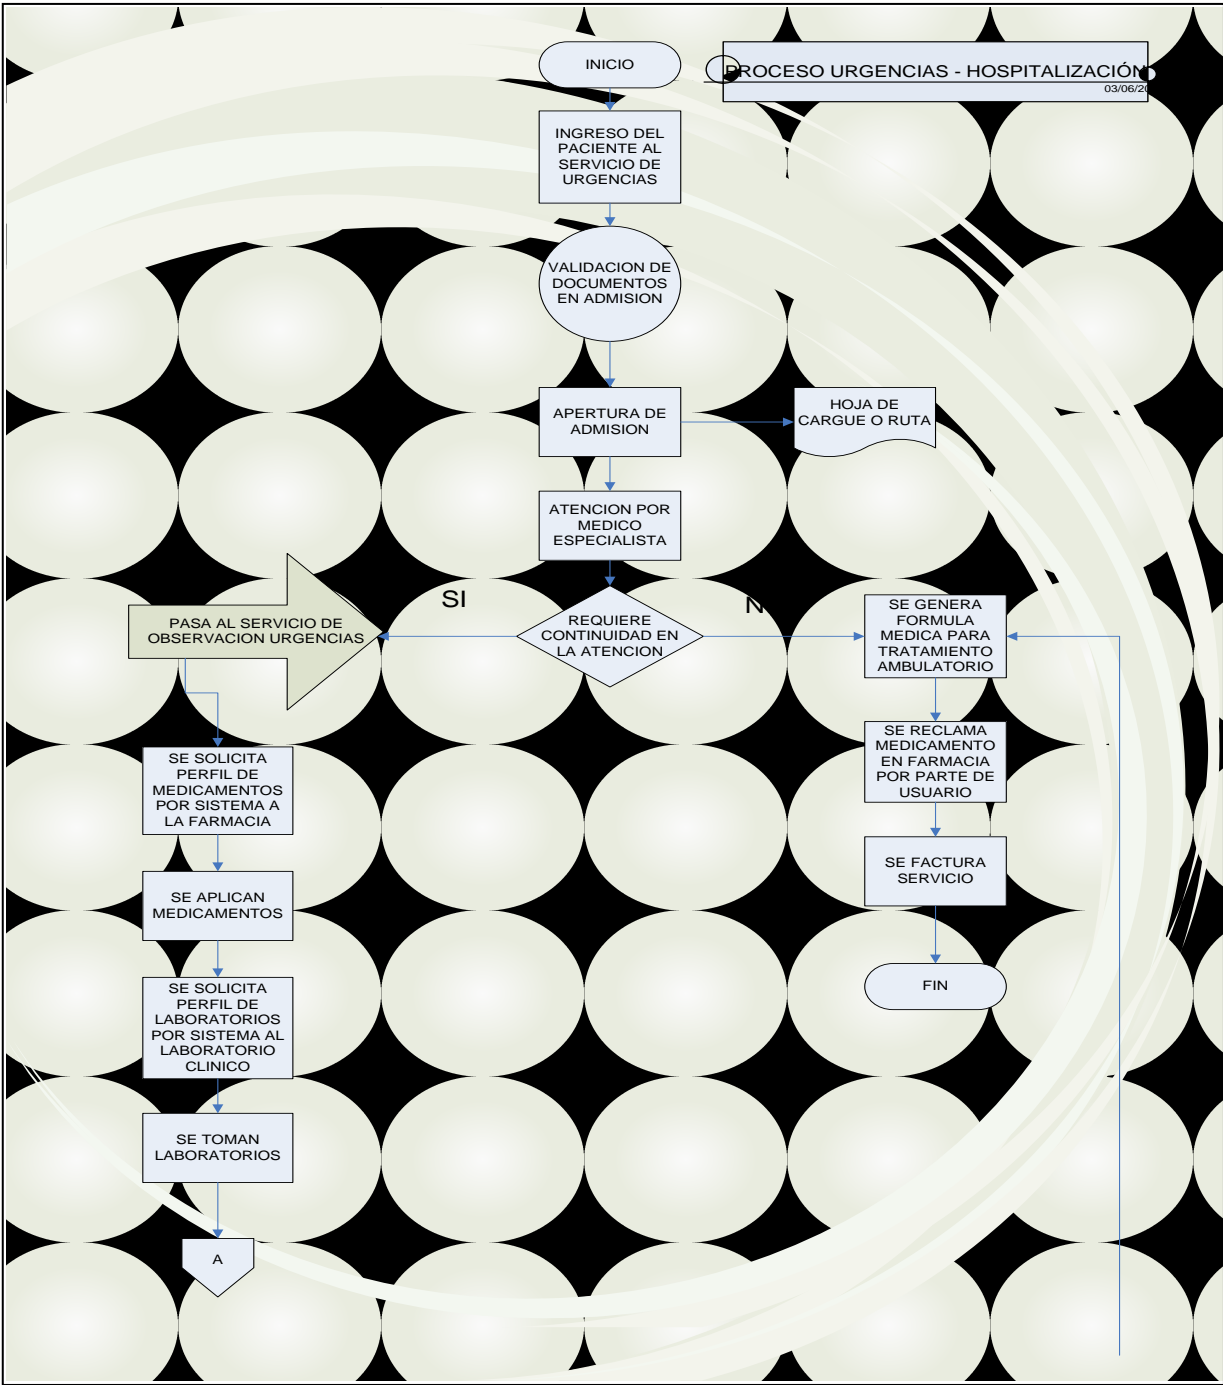 INICIO
PROCESO URGENCIAS - HOSPITALIZACIÓN
03/06/20
INGRESO DEL
PACIENTE AL
SERVICIO DE
URGENCIAS
VALIDACION DE
DOCUMENTOS
EN ADMISION
APERTURA DE
ADMISION
HOJA DE
CARGUE O RUTA
ATENCION POR
MEDICO
ESPECIALISTA
SI
N
REQUIERE
CONTINUIDAD EN
LA ATENCION
PASA AL SERVICIO DE
OBSERVACION URGENCIAS
SE GENERA
FORMULA
MEDICA PARA
TRATAMIENTO
AMBULATORIO
SE RECLAMA
MEDICAMENTO
EN FARMACIA
POR PARTE DE
USUARIO
SE FACTURA
SERVICIO
FIN
SE SOLICITA
PERFIL DE
MEDICAMENTOS
POR SISTEMA A
LA FARMACIA
SE APLICAN
MEDICAMENTOS
SE SOLICITA
PERFIL DE
LABORATORIOS
POR SISTEMA AL
LABORATORIO
CLINICO
SE TOMAN
LABORATORIOS
A